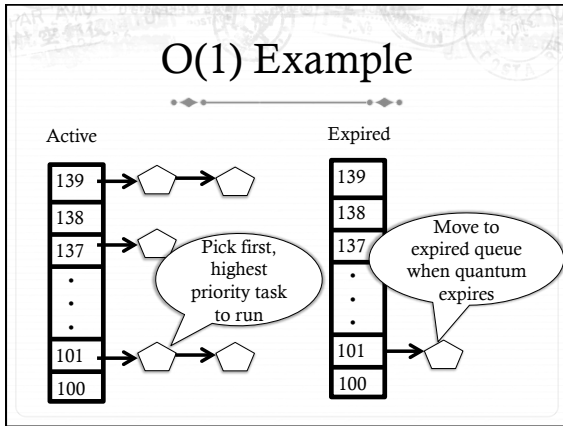 O(1) Example
Active
139
138
137
.
.
.
101
100
Pick first,
highest
priority task
to run
Expired
139
138
137
.
.
.
101
100
Move to
expired queue
when quantum
expires